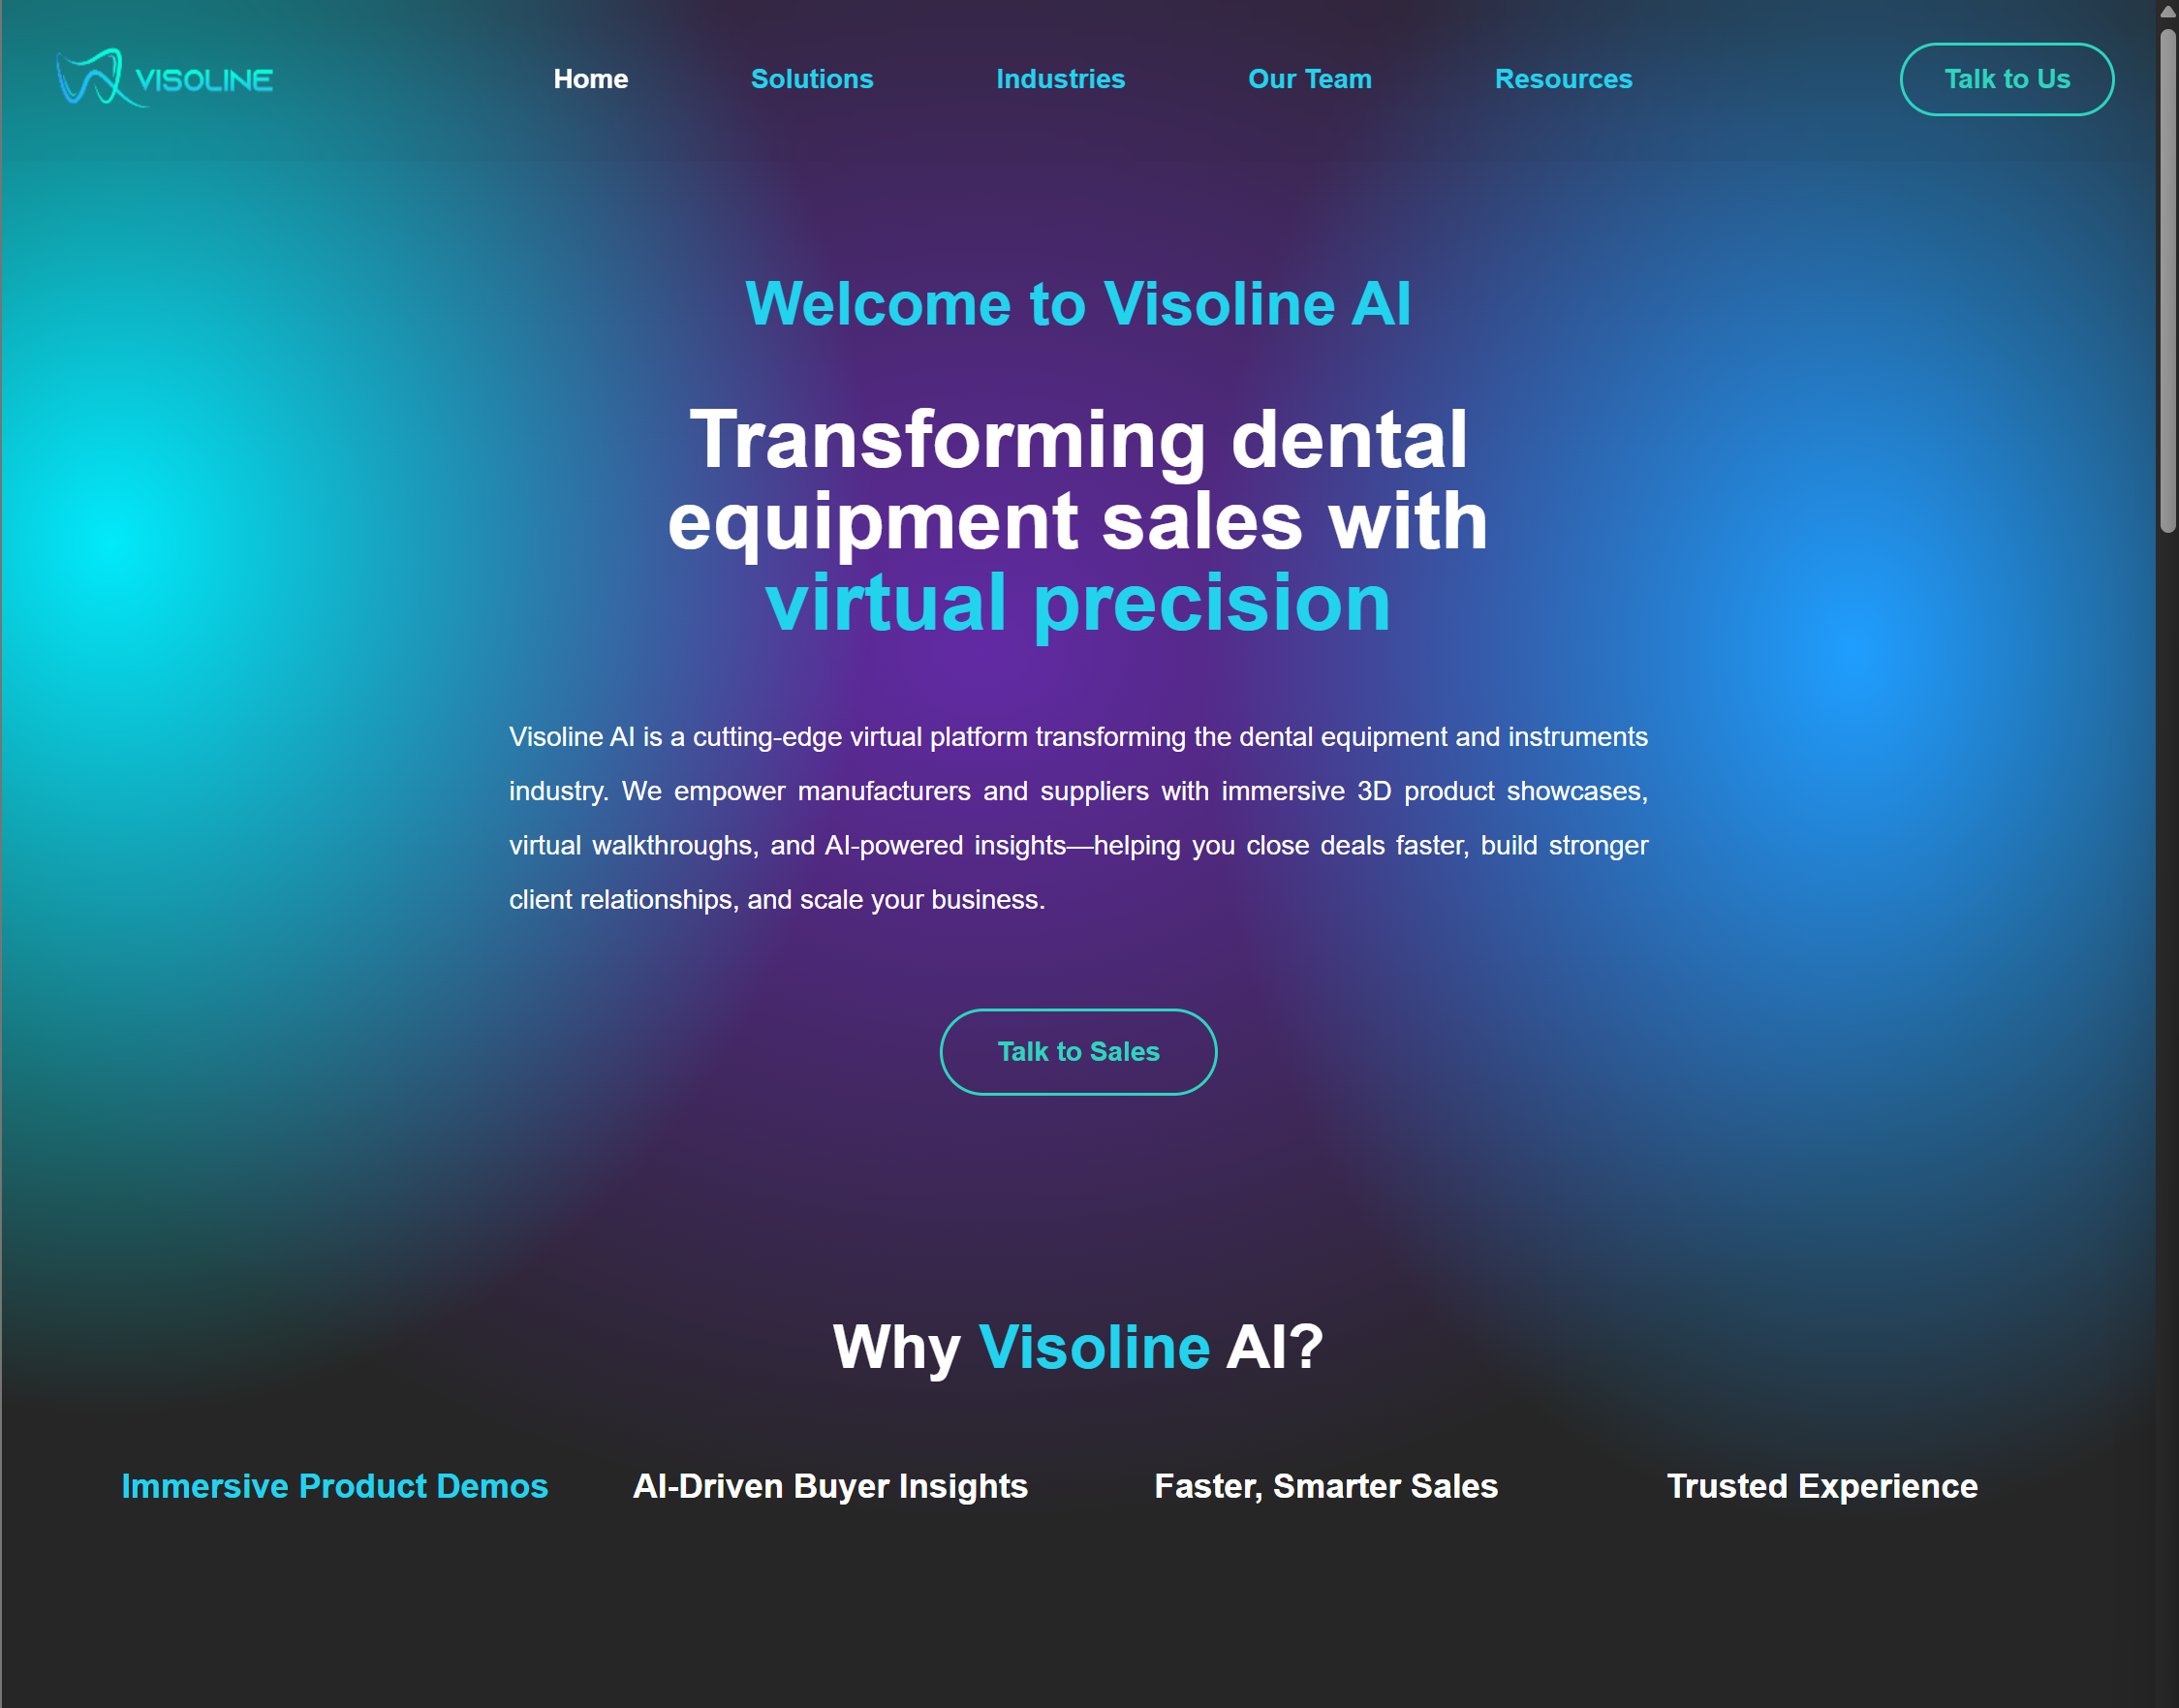 VISOLINE
Home
Solutions
Industries
Our Team
Resources
Talk to Us
Welcome to Visoline AI
Transforming dental
equipment sales with
virtual precision
Visoline AI is a cutting-edge virtual platform transforming the dental equipment and instruments
industry. We empower manufacturers and suppliers with immersive 3D product showcases,
virtual walkthroughs, and AI-powered insights—helping you close deals faster, build stronger
client relationships, and scale your business.
Talk to Sales
Why Visoline AI?
Immersive Product Demos
AI-Driven Buyer Insights
Faster, Smarter Sales
Trusted Experience